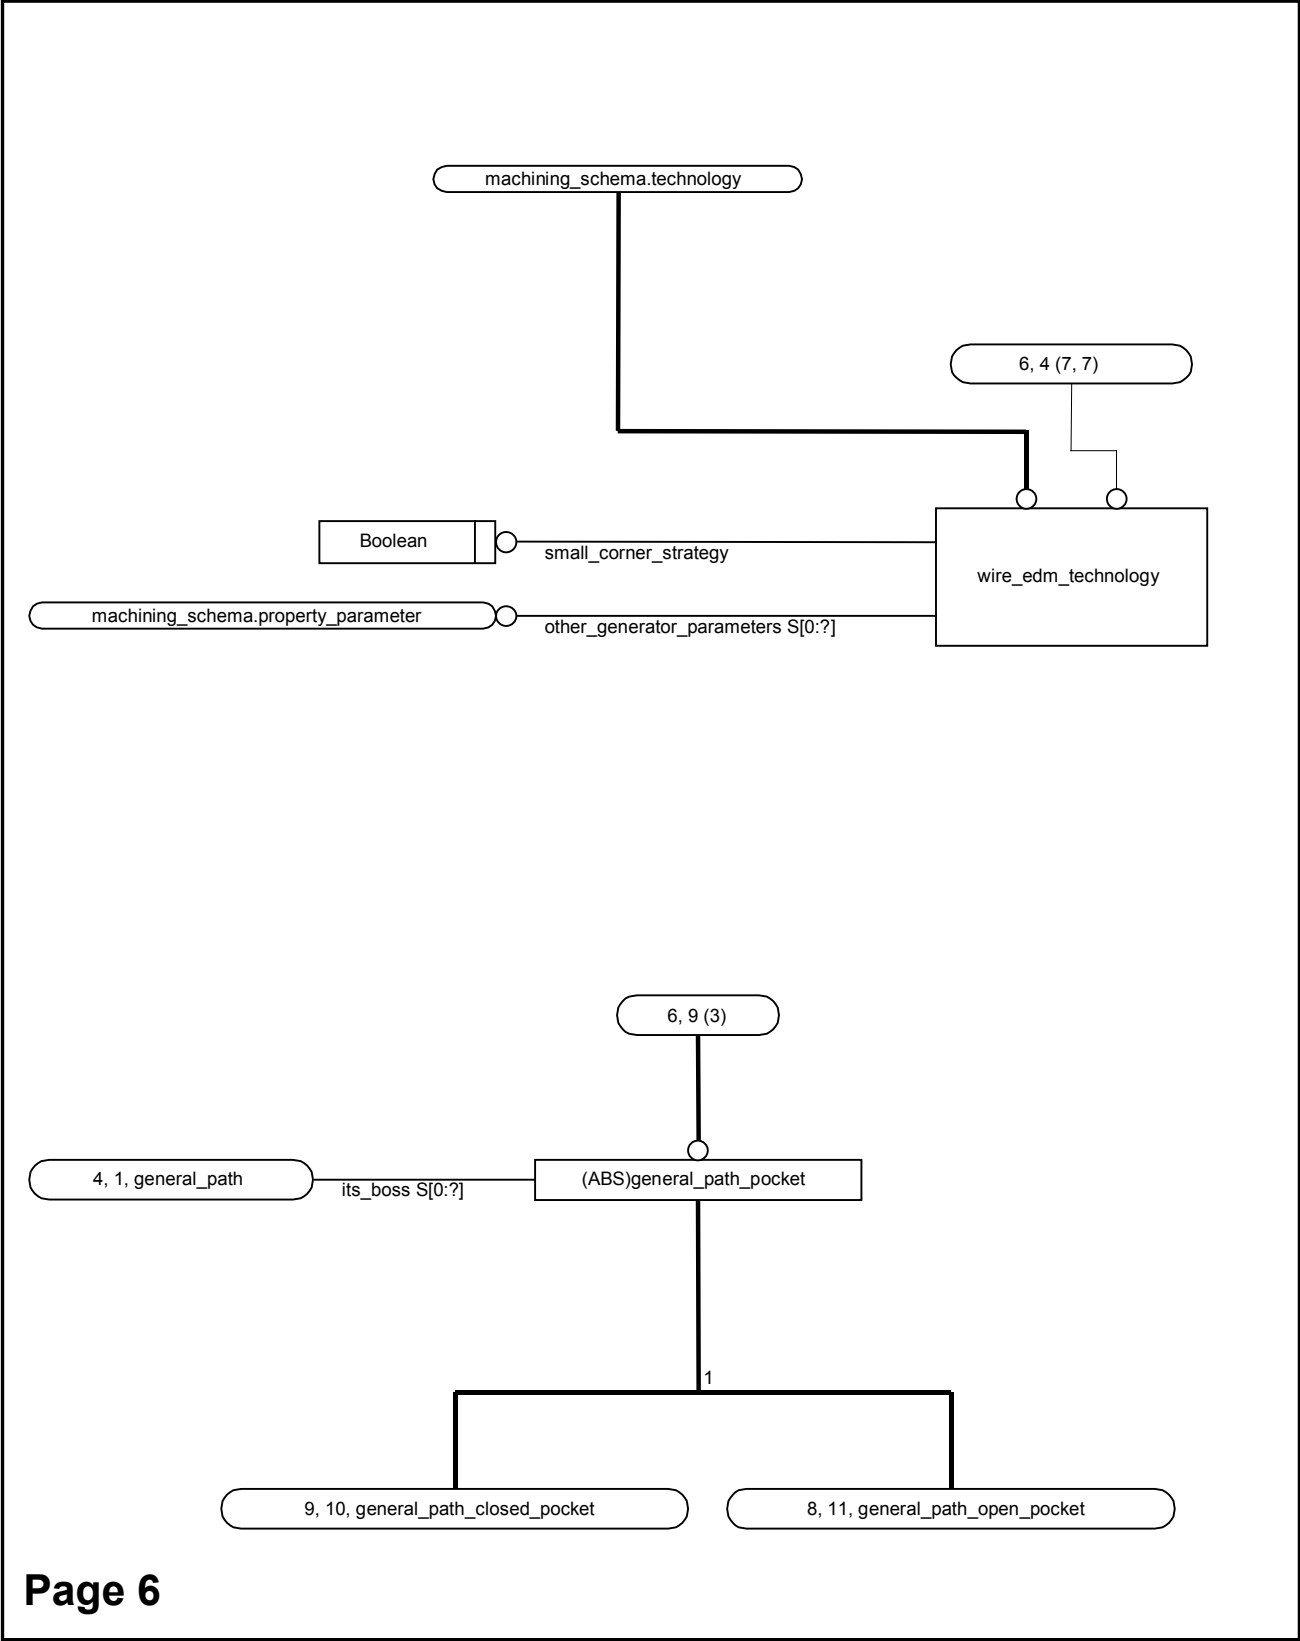 machining_schema.technology
6, 4 (7, 7)
Boolean
small_corner_strategy
wire_edm_technology
machining_schema.property_parameter
other_generator_parameters S[0:?]
6, 9 (3)
4, 1, general_path
its_boss S[0:?]
(ABS)general_path_pocket
1
9, 10, general_path_closed_pocket
8, 11, general_path_open_pocket
Page 6